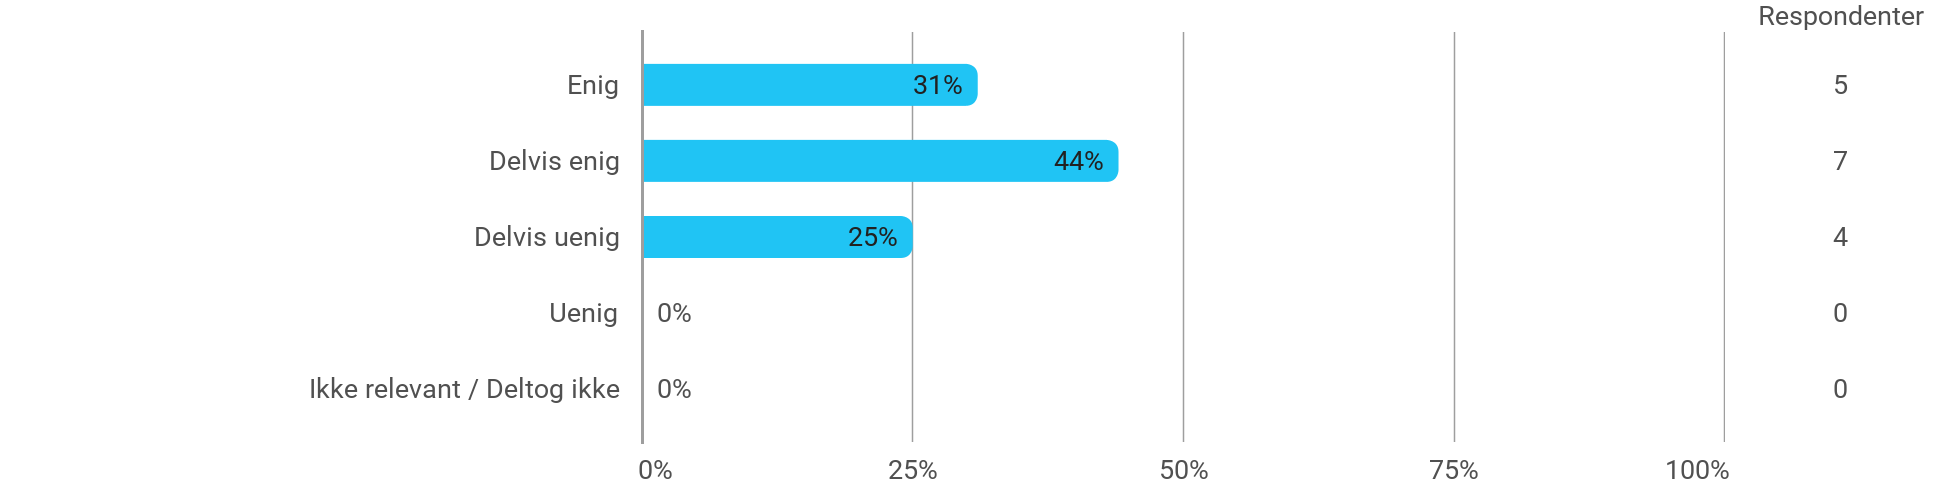 Respondenter
Enig 31% 5
Delvis enig 44% 7
Delvis uenig 25% 4
Uenig 0% 0
Ikke relevant / Deltog ikke 0% 0
0% 25% 50% 75% 100%